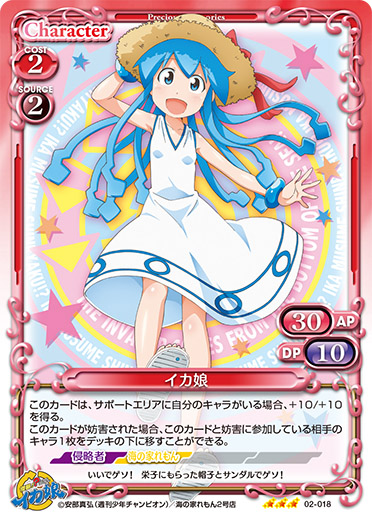 Precious Memories
Character
COST
2
SOURCE
2
30 AP
DP 10
イカ娘
このカードは、サポートエリアに自分のキャラがいる場合、+10/+10
を得る。
このカードが妨害された場合、このカードと妨害に参加している相手の
キャラ1枚をデッキの下に移すことができる。
侵略者
海の家れもん
いいでゲソ! 栄子にもらった帽子とサンダルでゲソ!
©安部真弘(週刊少年チャンピオン)/海の家れもん2号店
02-018